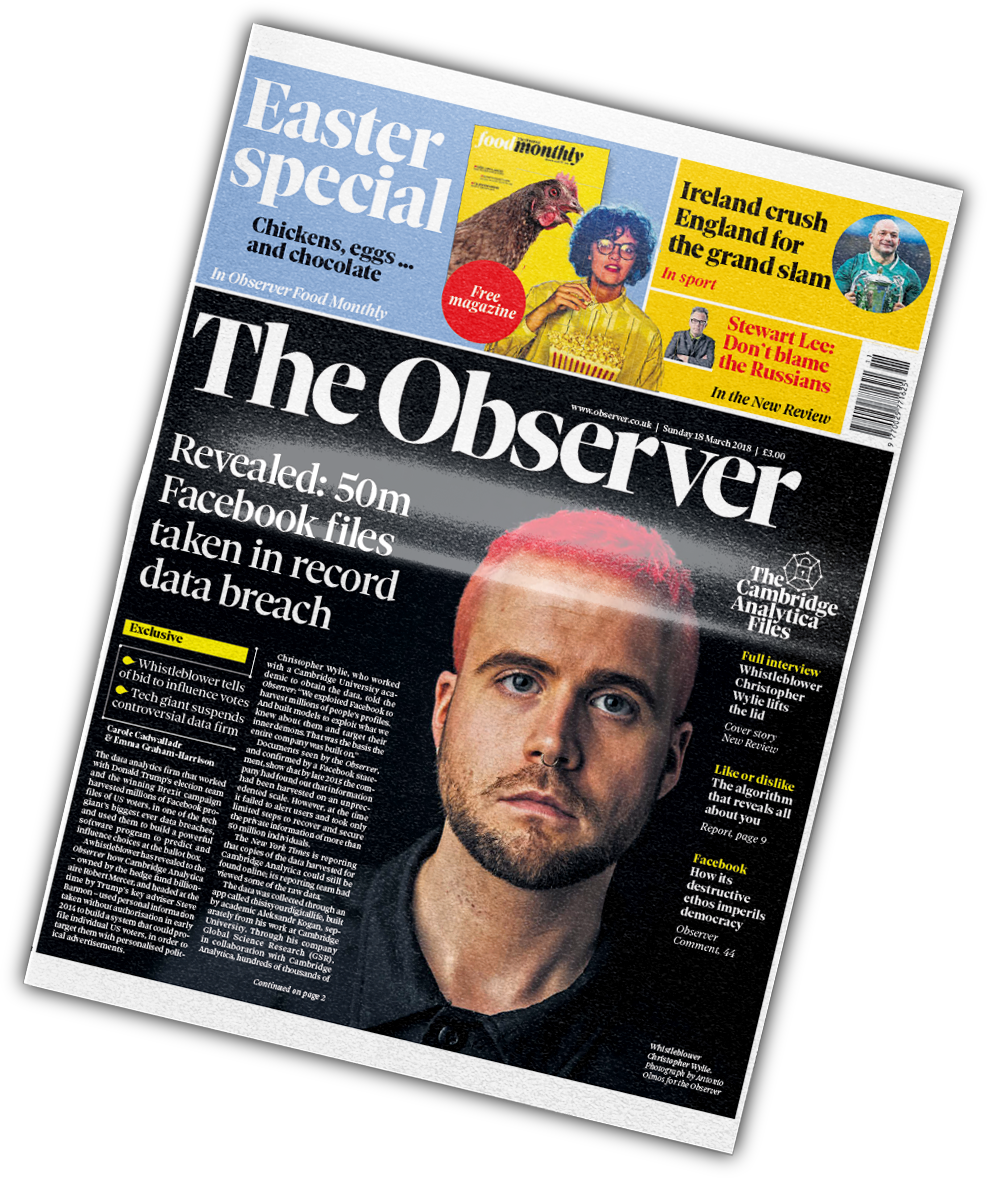 Easter
special
Chickens, eggs ...
and chocolate
In Observer Food Monthly
food monthly
Free
magazine
Ireland crush
England for
the grand slam
In sport
Stewart Lee:
Don't blame
the Russians
In the New Review
The Observer
www.observer.co.uk | Sunday 18 March 2018 | £3.00
Revealed: 50m
Facebook files
taken in record
data breach
Exclusive
Whistleblower tells
of bid to influence votes
Tech giant suspends
controversial data firm
Carole Cadwalladr
& Emma Graham-Harrison
The data analytics firm that worked
with Donald Trump's election team
and the winning Brexit campaign
harvested millions of Facebook pro-
files of US voters, in one of the tech
giant's biggest ever data breaches,
and used them to build a powerful
software program to predict and
influence choices at the ballot box.
A whistleblower has revealed to the
Observer how Cambridge Analytica
– owned by the hedge fund billion-
aire Robert Mercer, and headed at the
time by Trump's key adviser Steve
Bannon – used personal information
taken without authorisation in early
2014 to build a system that could pro-
file individual US voters, in order to
target them with personalised polit-
ical advertisements.
Christopher Wylie, who worked
with a Cambridge University aca-
demic to obtain the data, told the
Observer: "We exploited Facebook to
harvest millions of people's profiles.
And built models to exploit what we
knew about them and target their
inner demons. That was the basis the
entire company was built on."
Documents seen by the Observer,
and confirmed by a Facebook state-
ment, show that by late 2015 the com-
pany had found out that information
had been harvested on an unprec-
edented scale. However, at the time
it failed to alert users and took only
limited steps to recover and secure
the private information of more than
50 million individuals.
The New York Times is reporting
that copies of the data harvested for
Cambridge Analytica could still be
found online; its reporting team had
viewed some of the raw data.
The data was collected through an
app called thisisyourdigitallife, built
by academic Aleksandr Kogan, sep-
arately from his work at Cambridge
University. Through his company
Global Science Research (GSR),
in collaboration with Cambridge
Analytica, hundreds of thousands of
Continued on page 2
The
Cambridge
Analytica
Files
Full interview
Whistleblower
Christopher
Wylie lifts
the lid
Cover story
New Review
Like or dislike
The algorithm
that reveals all
about you
Report, page 9
Facebook
How its
destructive
ethos imperils
democracy
Observer
Comment, 44
Whistleblower
Christopher Wylie.
Photograph by Antonio
Olmos for the Observer